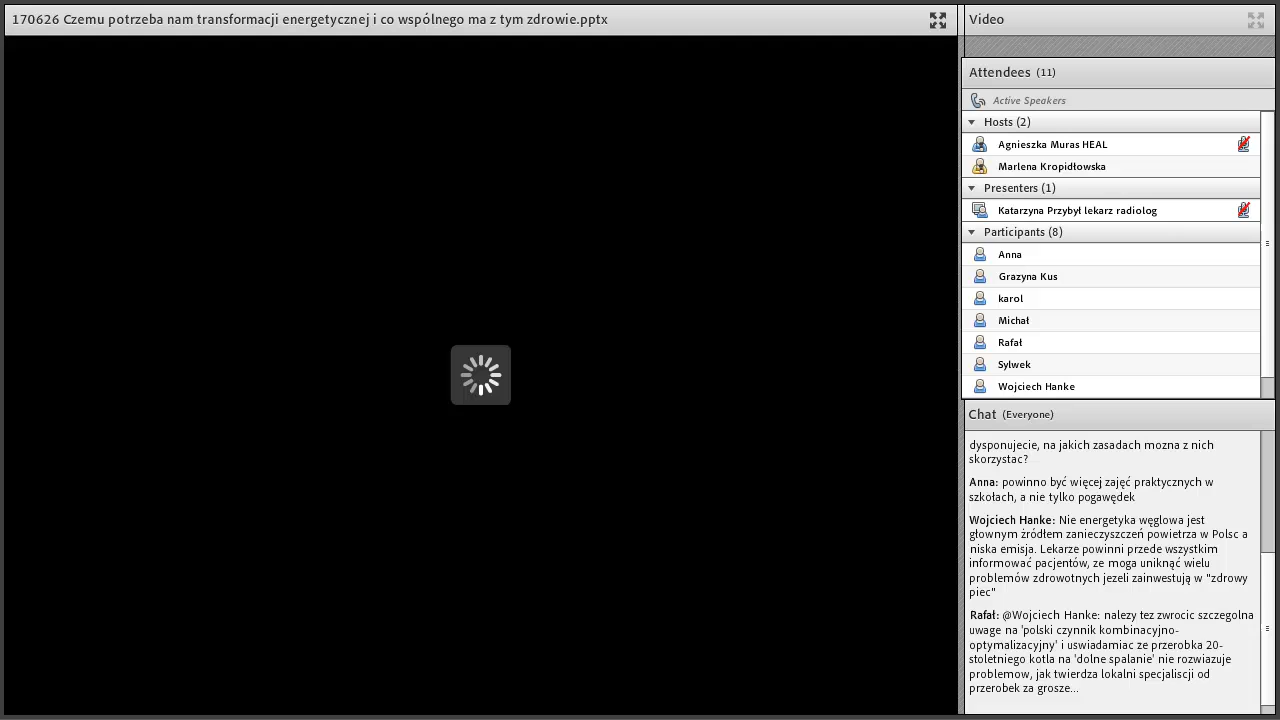 170626 Czemu potrzeba nam transformacji energetycznej i co wspólnego ma z tym zdrowie.pptx
Video
Attendees (11)
Active Speakers
Hosts (2)
Agnieszka Muras HEAL
Marlena Kropidłowska
Presenters (1)
Katarzyna Przybył lekarz radiolog
Participants (8)
Anna
Grazyna Kus
karol
Michał
Rafał
Sylwek
Wojciech Hanke
Chat (Everyone)
dysponujecie, na jakich zasadach mozna z nich
skorzystac?
Anna: powinno być więcej zajęć praktycznych w
szkołach, a nie tylko pogawędek
Wojciech Hanke: Nie energetyka węglowa jest
głownym żródłem zanieczyszczeń powietrza w Polsc a
niska emisja. Lekarze powinni przede wszystkim
informować pacjentów, ze moga uniknąć wielu
problemów zdrowotnych jezeli zainwestują w "zdrowy
piec"
Rafał: @Wojciech Hanke: nalezy tez zwrocic szczegolna
uwage na 'polski czynnik kombinacyjno-
optymalizacyjny' i uswiadamiac ze przerobka 20-
stoletniego kotla na 'dolne spalanie' nie rozwiazuje
problemow, jak twierdza lokalni specjaliscji od
przerobek za grosze...